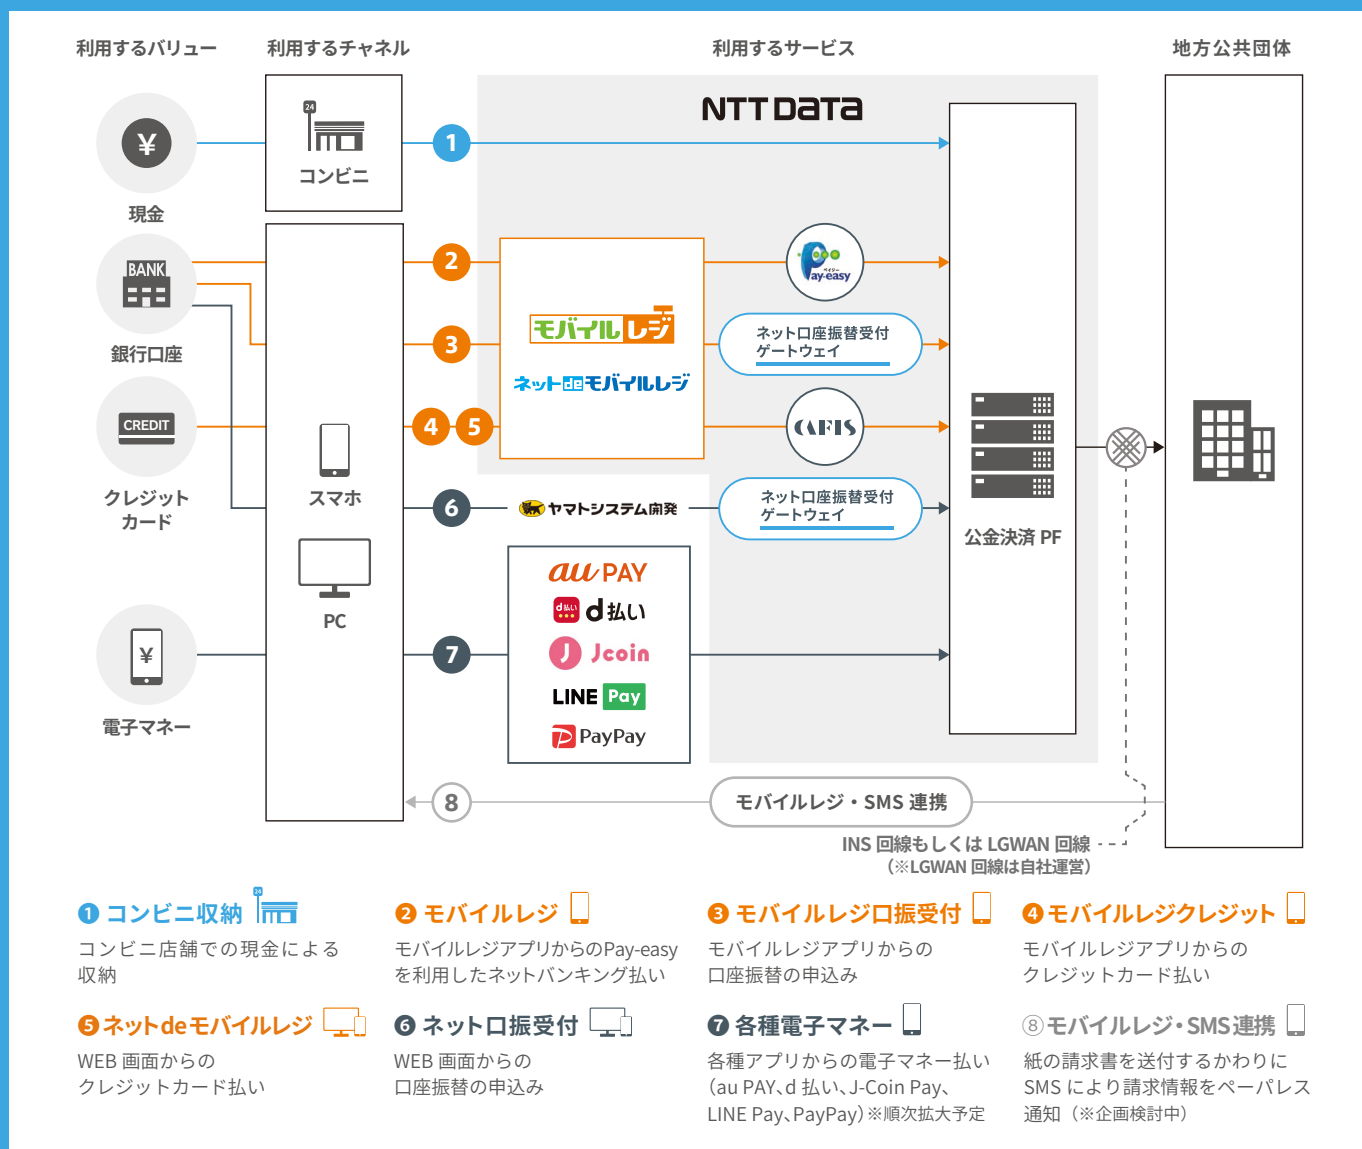 利用するバリュー
利用するチャネル
利用するサービス
地方公共団体
NTT DATA
¥
現金
24
コンビニ
1
BANK
銀行口座
2
Pay-easy
ペイジー
モバイルレジ
3
ネット口座振替受付
ゲートウェイ
ネットdeモバイルレジ
CREDIT
クレジット
カード
スマホ
4
5
CAFIS
6
ヤマトシステム開発
ネット口座振替受付
ゲートウェイ
公金決済 PF
PC
¥
電子マネー
7
au PAY
d払い
d払い
J
Jcoin
LINE Pay
PayPay
8
モバイルレジ・SMS 連携
INS 回線もしくは LGWAN 回線
（※LGWAN 回線は自社運営）
❶ コンビニ収納
24
コンビニ店舗での現金による
収納
❷ モバイルレジ
モバイルレジアプリからのPay-easy
を利用したネットバンキング払い
❸ モバイルレジ口振受付
モバイルレジアプリからの
口座振替の申込み
❹モバイルレジクレジット
モバイルレジアプリからの
クレジットカード払い
❺ネットdeモバイルレジ
WEB 画面からの
クレジットカード払い
❻ ネット口振受付
WEB 画面からの
口座振替の申込み
❼ 各種電子マネー
各種アプリからの電子マネー払い
（au PAY、d 払い、J-Coin Pay、
LINE Pay、PayPay）※順次拡大予定
⑧モバイルレジ・SMS連携
紙の請求書を送付するかわりに
SMS により請求情報をペーパレス
通知（※企画検討中）